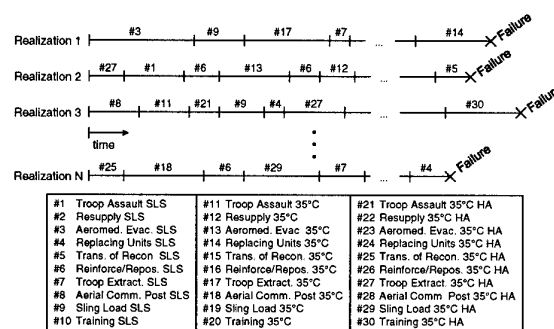 #3 #9 #17 #7 #14 Failure
Realization 1 ...
#27 #1 #6 #13 #6 #12 #5 Failure
Realization 2 ...
#8 #11 #21 #9 #4 #27 #30 Failure
Realization 3 ...
time
#25 #18 #6 #29 #7 #4 Failure
Realization N ...
#1 Troop Assault SLS #11 Troop Assault 35°C #21 Troop Assault 35°C HA
#2 Resupply SLS #12 Resupply 35°C #22 Resupply 35°C HA
#3 Aeromed. Evac. SLS #13 Aeromed. Evac 35°C #23 Aeromed. Evac. 35°C HA
#4 Replacing Units SLS #14 Replacing Units 35°C #24 Replacing Units 35°C HA
#5 Trans. of Recon SLS #15 Trans. of Recon 35°C #25 Trans. of Recon. 35°C HA
#6 Reinforce/Repos. SLS #16 Reinforce/Repos. 35°C #26 Reinforce/Repos. 35°C HA
#7 Troop Extract. SLS #17 Troop Extract. 35°C #27 Troop Extract. 35°C HA
#8 Aerial Comm. Post SLS #18 Aerial Comm. Post 35°C #28 Aerial Comm Post 35°C HA
#9 Sling Load SLS #19 Sling Load 35°C #29 Sling Load 35°C HA
#10 Training SLS #20 Training 35°C #30 Training 35°C HA